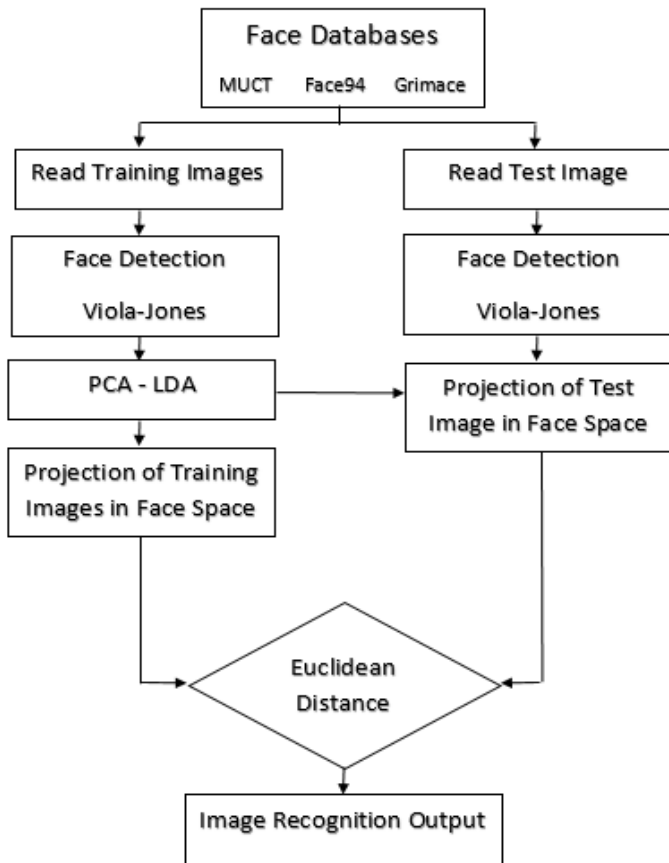 Face Databases
MUCT Face94 Grimace
Read Training Images
Read Test Image
Face Detection
Viola-Jones
Face Detection
Viola-Jones
PCA - LDA
Projection of Test
Image in Face Space
Projection of Training
Images in Face Space
Euclidean
Distance
Image Recognition Output